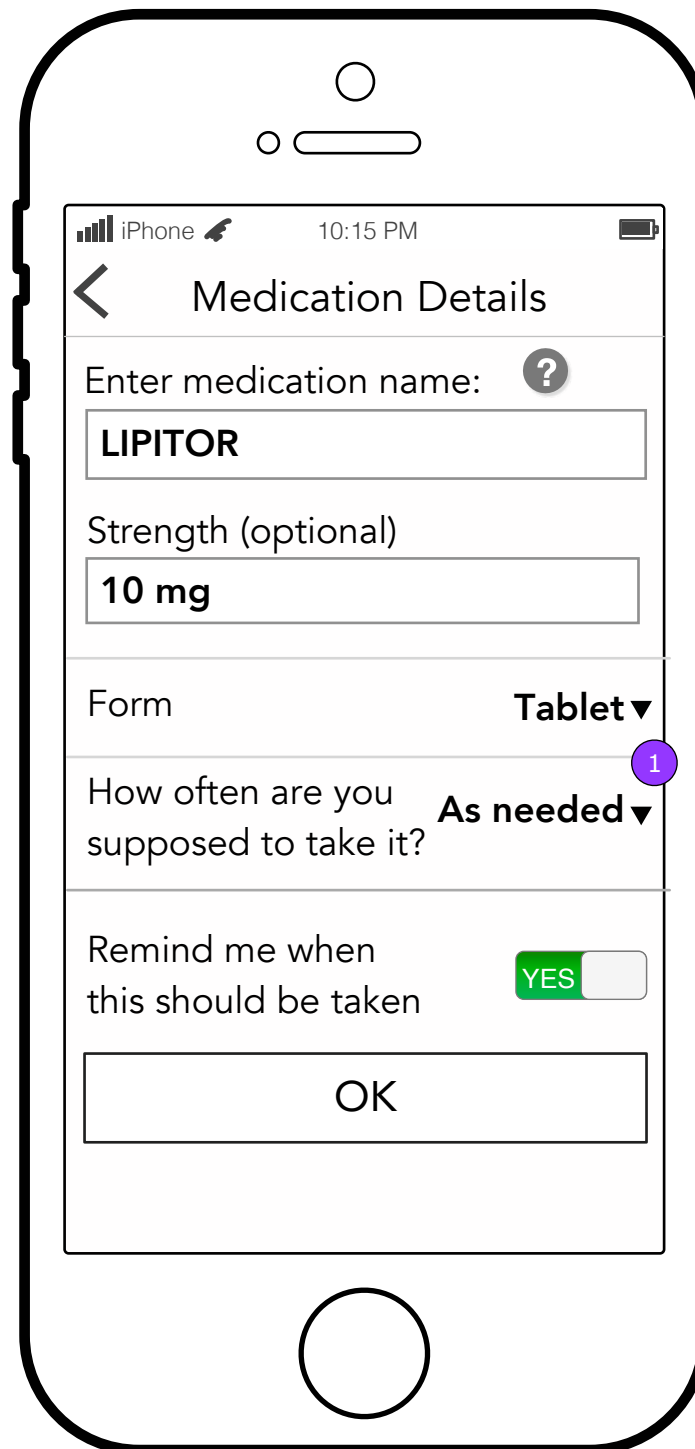 iPhone 10:15 PM
Medication Details
Enter medication name: ?
LIPITOR
Strength (optional)
10 mg
Form Tablet
1
How often are you As needed
supposed to take it?
Remind me when
this should be taken YES
OK